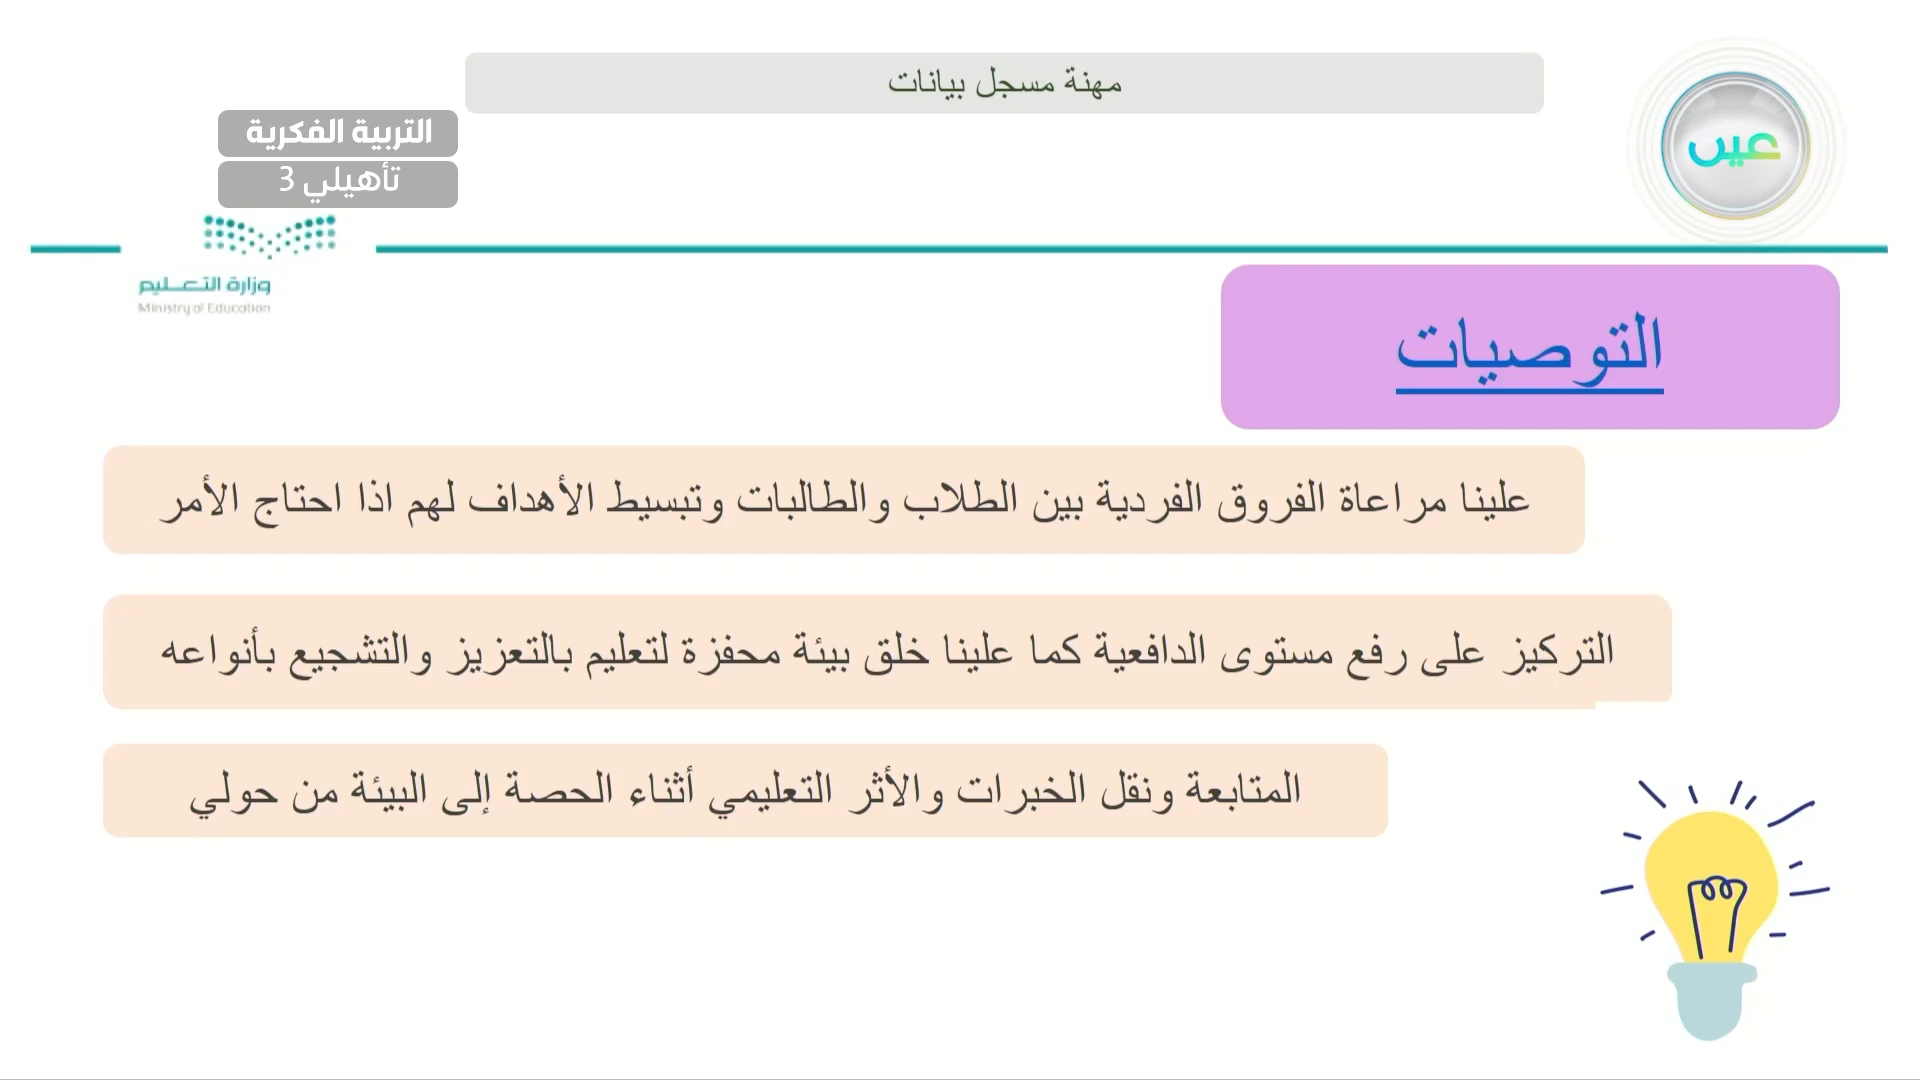 مهنة مسجل بيانات
عين
التربية الفكرية
تأهيلي 3
وزارة التعليم
Ministry of Education
التوصيات
علينا مراعاة الفروق الفردية بين الطلاب والطالبات وتبسيط الأهداف لهم اذا احتاج الأمر
التركيز على رفع مستوى الدافعية كما علينا خلق بيئة محفزة لتعليم بالتعزيز والتشجيع بأنواعه
المتابعة ونقل الخبرات والأثر التعليمي أثناء الحصة إلى البيئة من حولي